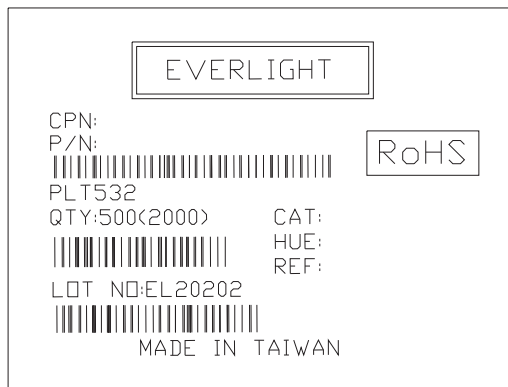 EVERLIGHT
CPN:
P/N:
RoHS
PLT532
QTY:500(2000)
CAT:
HUE:
REF:
LOT NO:EL20202
MADE IN TAIWAN